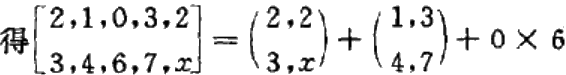 得[2,1,0,3,2 / 3,4,6,7,x] = (2,2 / 3,x) + (1,3 / 4,7) + 0 × 6